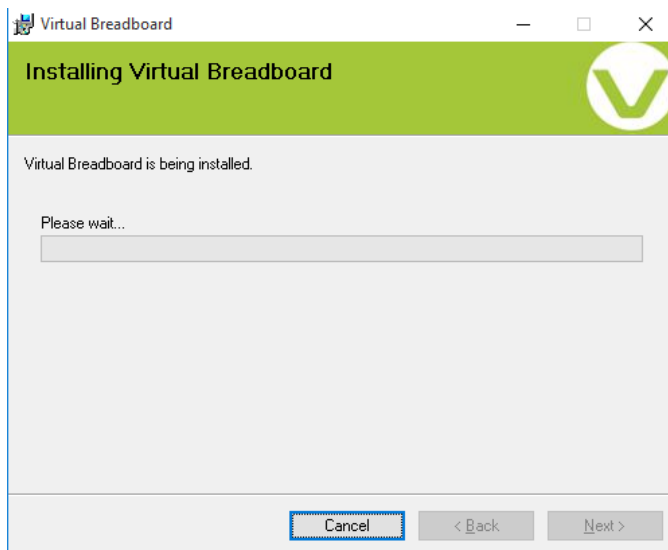 Virtual Breadboard
Installing Virtual Breadboard
Virtual Breadboard is being installed.
Please wait...
Cancel
< Back
Next >